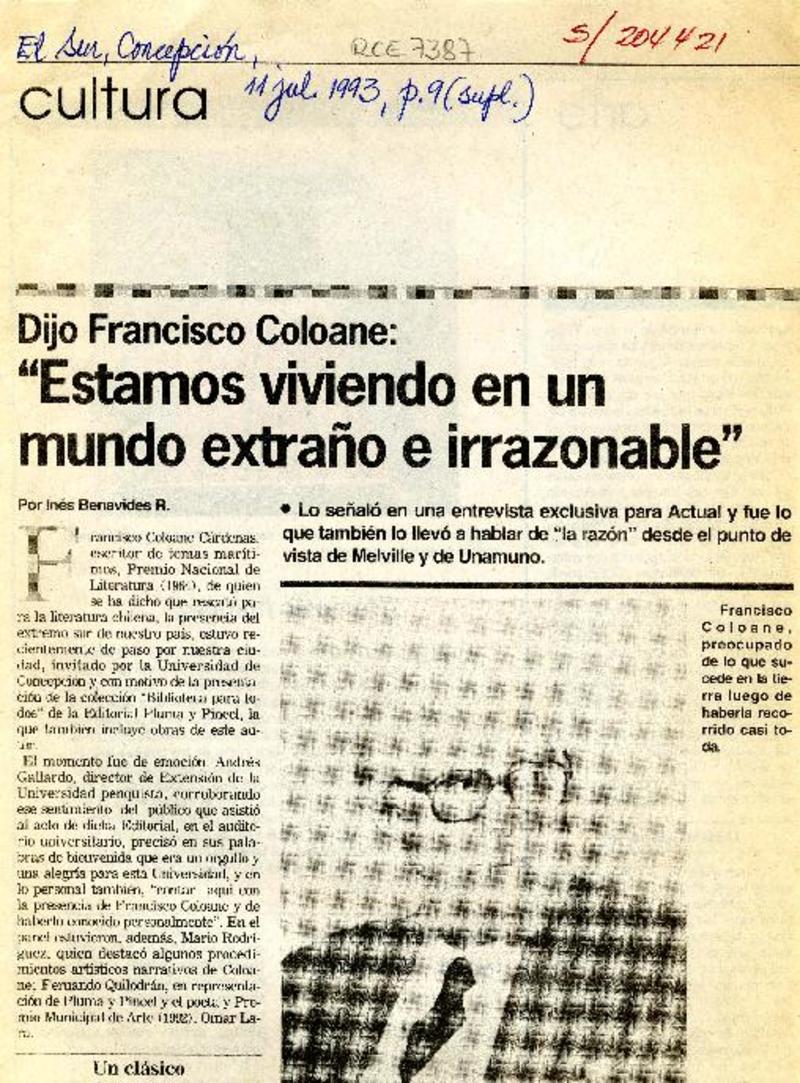 El Sur, Concepción,
RCE 7387
S/204421
cultura
11 jul. 1993, p.9 (supl.)
Dijo Francisco Coloane:
“Estamos viviendo en un
mundo extraño e irrazonable”
Por Inés Benavides R.
Francisco Coloane Cárdenas,
escritor de temas maríti-
mos, Premio Nacional de
Literatura (1964), de quien
se ha dicho que rescató pa-
ra la literatura chilena, la presencia del
extremo sur de nuestro país, estuvo re-
cientemente de paso por nuestra ciu-
dad, invitado por la Universidad de
Concepción y con motivo de la presenta-
ción de la colección "Biblioteca para to-
dos" de la Editorial Pluma y Pincel, la
que también incluye obras de este au-
tor.
El momento fue de emoción. Andrés
Gallardo, director de Extensión de la
Universidad penquista, corroborando
ese sentimiento del público que asistió
al acto de dicha Editorial, en el audito-
rio universitario, precisó en sus pala-
bras de bienvenida que era un orgullo y
una alegría para esta Universidad, y en
lo personal también, "contar aquí con
la presencia de Francisco Coloane y de
haberlo conocido personalmente". En el
panel estuvieron, además, Mario Rodrí-
guez, quien destacó algunos procedi-
mientos artísticos narrativos de Coloa-
ne; Fernando Quilodrán, en representa-
ción de Pluma y Pincel y el poeta y Pre-
mio Municipal de Arte (1992), Omar La-
ra.
Un clásico
● Lo señaló en una entrevista exclusiva para Actual y fue lo
que también lo llevó a hablar de “la razón” desde el punto de
vista de Melville y de Unamuno.
Francisco
Coloane,
preocupado
de lo que su-
cede en la tie-
rra luego de
haberla reco-
rrido casi to-
da.